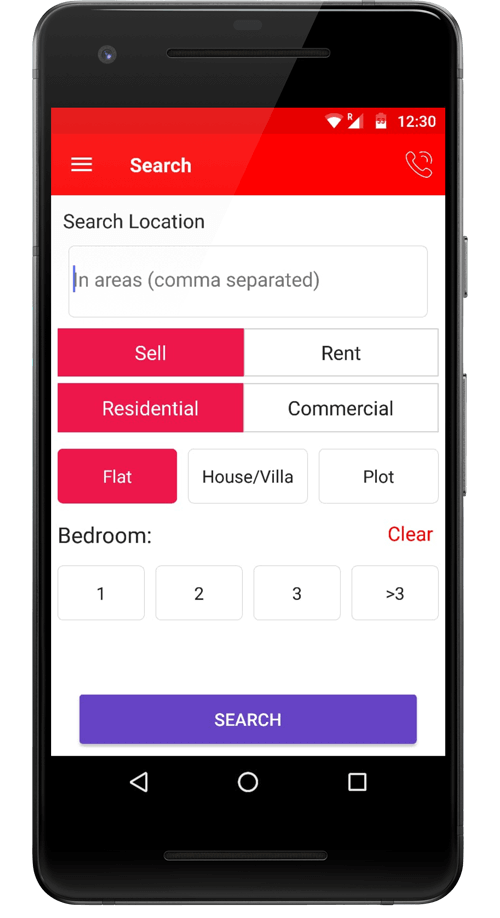 R 12:30
Search
Search Location
In areas (comma separated)
Sell Rent
Residential Commercial
Flat House/Villa Plot
Bedroom: Clear
1 2 3 >3
SEARCH